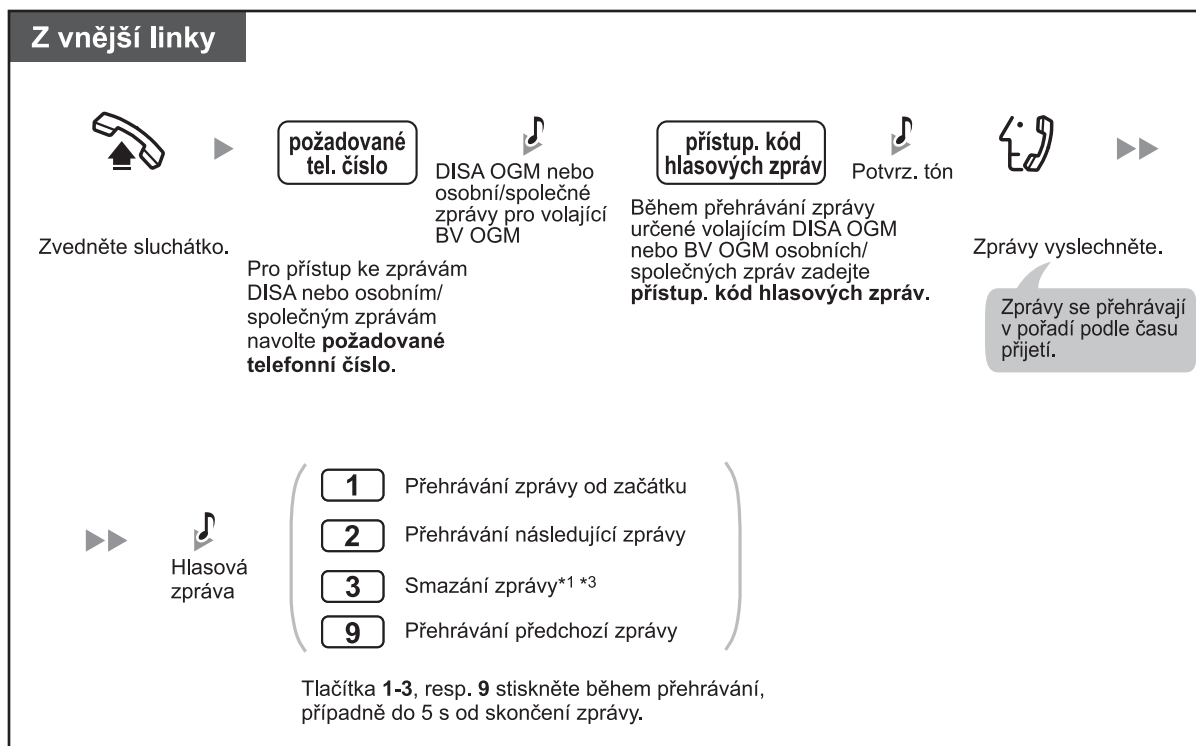 Z vnější linky
požadované
tel. číslo
DISA OGM nebo
osobní/společné
zprávy pro volající
BV OGM
přístup. kód
hlasových zpráv
Potvrz. tón
Zvedněte sluchátko.
Pro přístup ke zprávám
DISA nebo osobním/
společným zprávám
navolte požadované
telefonní číslo.
Během přehrávání zprávy
určené volajícím DISA OGM
nebo BV OGM osobních/
společných zpráv zadejte
přístup. kód hlasových zpráv.
Zprávy vyslechněte.
Zprávy se přehrávají
v pořadí podle času
přijetí.
Hlasová
zpráva
1 Přehrávání zprávy od začátku
2 Přehrávání následující zprávy
3 Smazání zprávy*1 *3
9 Přehrávání předchozí zprávy
Tlačítka 1-3, resp. 9 stiskněte během přehrávání,
případně do 5 s od skončení zprávy.